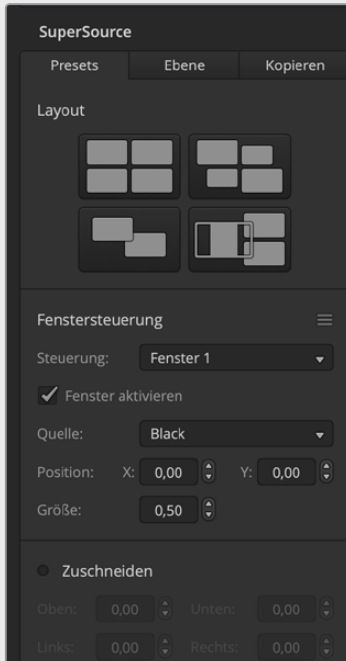 SuperSource
Presets Ebene Kopieren
Layout
Fenstersteuerung
Steuerung: Fenster 1
Fenster aktivieren
Quelle: Black
Position: X: 0,00 Y: 0,00
Größe: 0,50
Zuschneiden
Oben: 0,00 Unten: 0,00
Links: 0,00 Rechts: 0,00